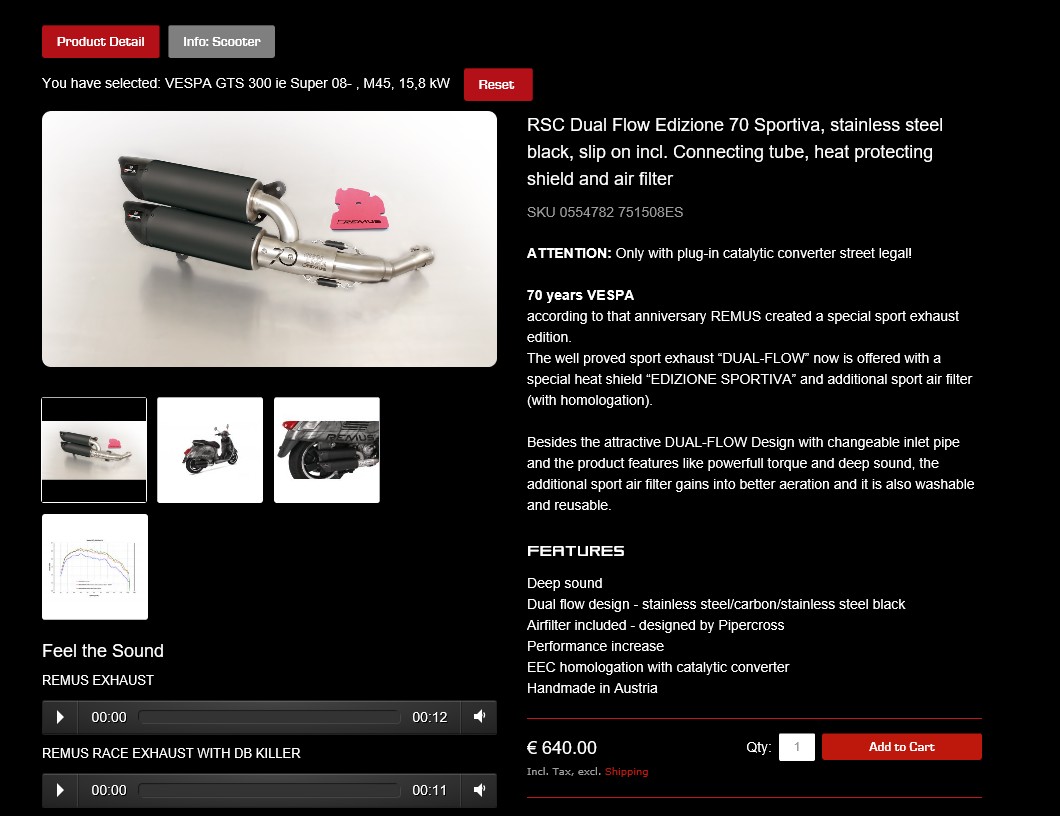 Product Detail
Info: Scooter
You have selected: VESPA GTS 300 ie Super 08- , M45, 15,8 kW
Reset
REMUS
70
REMUS
Feel the Sound
REMUS EXHAUST
00:00
00:12
REMUS RACE EXHAUST WITH DB KILLER
00:00
00:11
RSC Dual Flow Edizione 70 Sportiva, stainless steel
black, slip on incl. Connecting tube, heat protecting
shield and air filter
SKU 0554782 751508ES
ATTENTION: Only with plug-in catalytic converter street legal!
70 years VESPA
according to that anniversary REMUS created a special sport exhaust
edition.
The well proved sport exhaust “DUAL-FLOW” now is offered with a
special heat shield “EDIZIONE SPORTIVA” and additional sport air filter
(with homologation).
Besides the attractive DUAL-FLOW Design with changeable inlet pipe
and the product features like powerfull torque and deep sound, the
additional sport air filter gains into better aeration and it is also washable
and reusable.
FEATURES
Deep sound
Dual flow design - stainless steel/carbon/stainless steel black
Airfilter included - designed by Pipercross
Performance increase
EEC homologation with catalytic converter
Handmade in Austria
€ 640.00
Qty:
1
Add to Cart
Incl. Tax, excl. Shipping